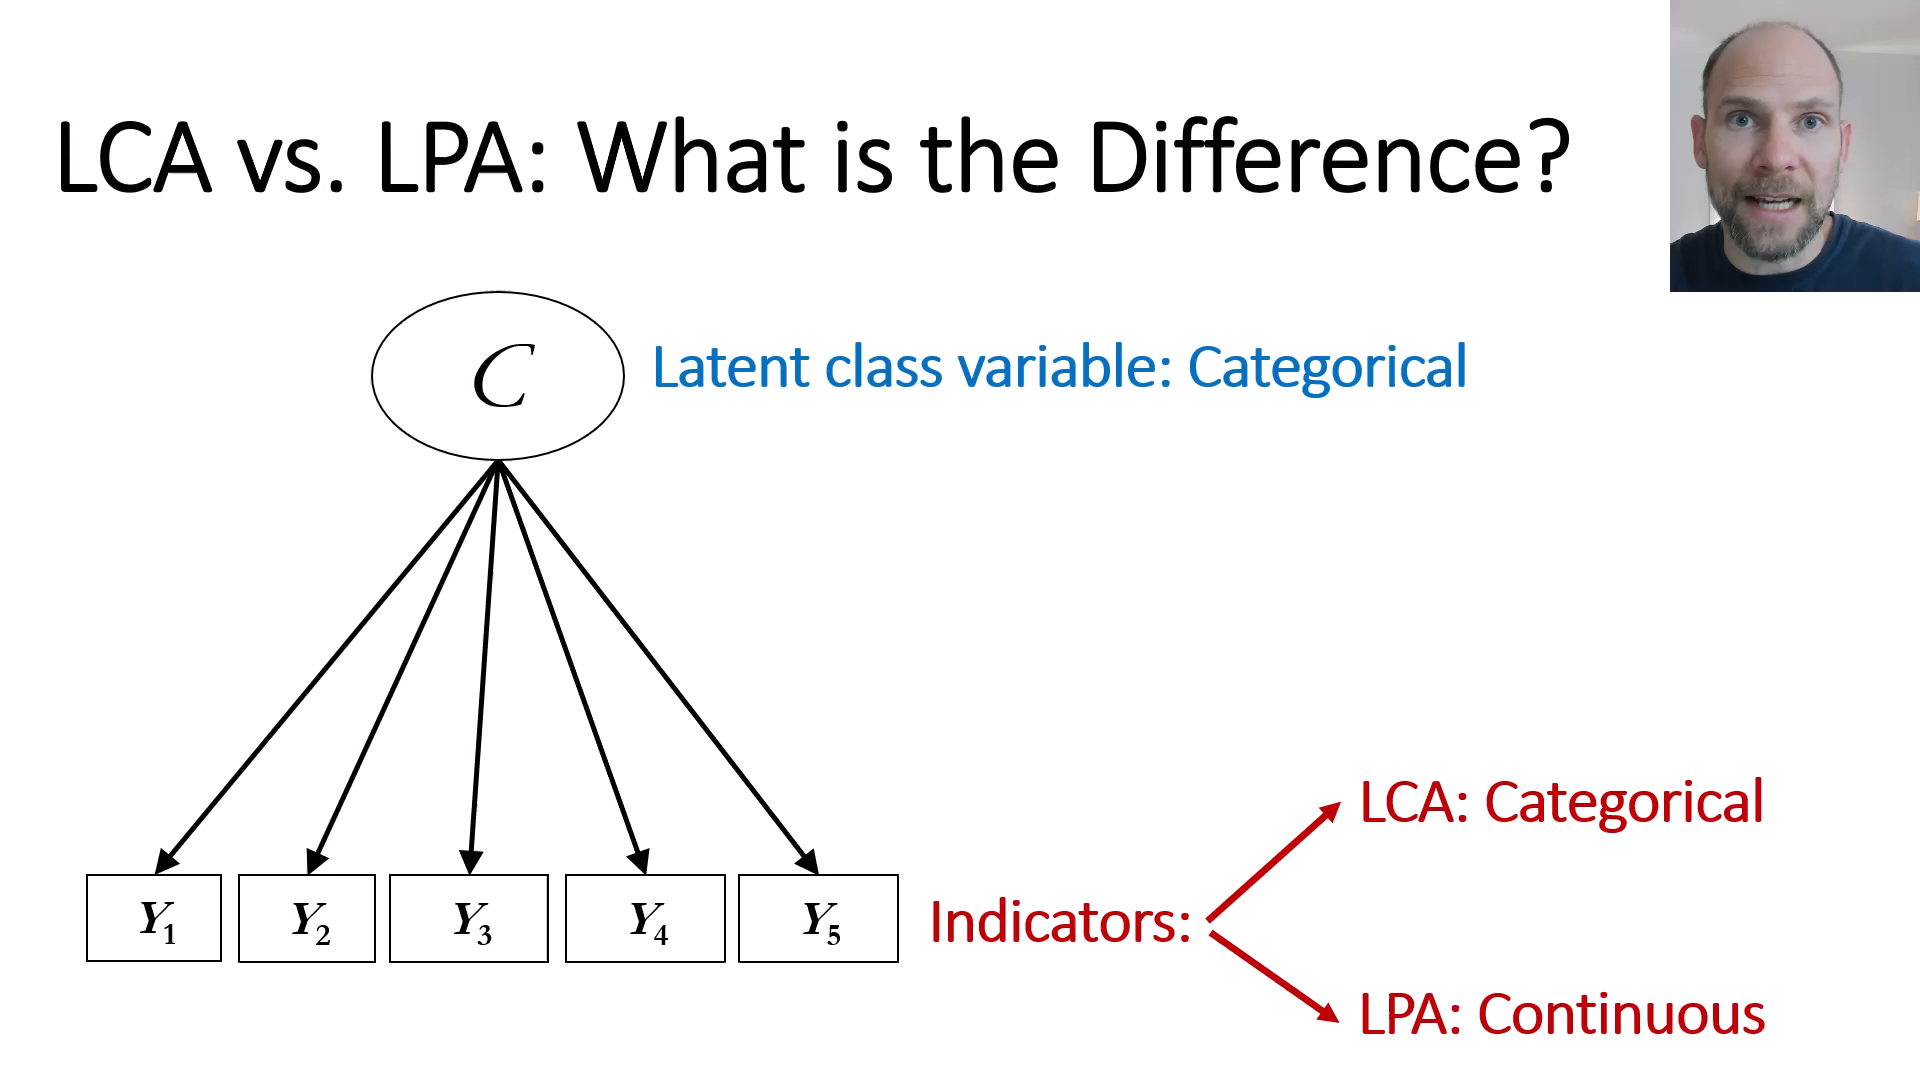 LCA vs. LPA: What is the Difference?
C
Latent class variable: Categorical
LCA: Categorical
Y1 Y2 Y3 Y4 Y5 Indicators:
LPA: Continuous